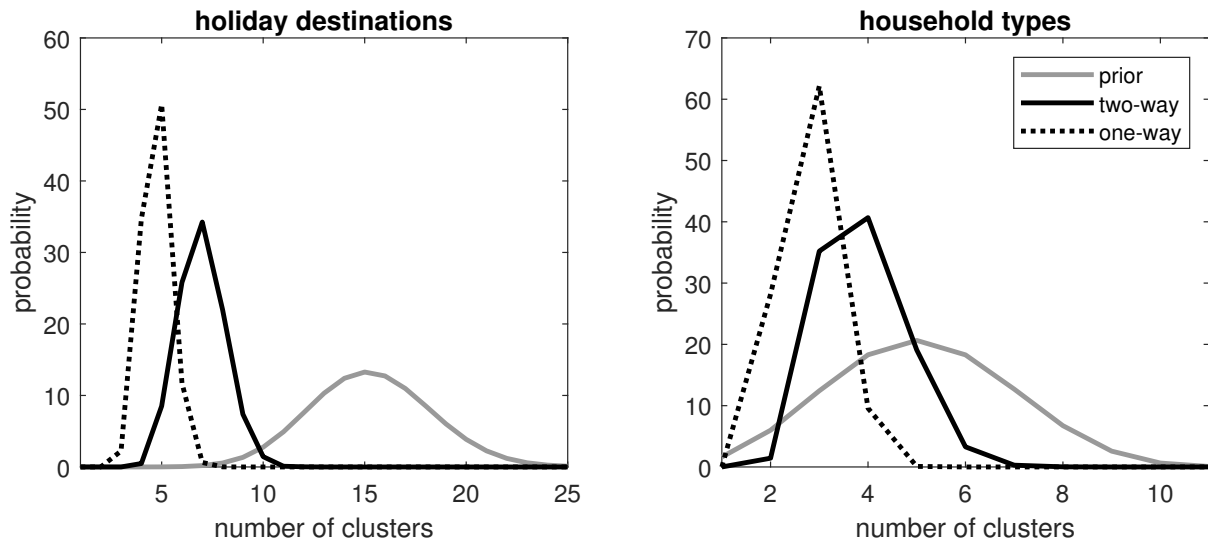 holiday destinations
60
50
40
30
20
10
0
5
10
15
20
25
probability
number of clusters
household types
70
60
50
40
30
20
10
0
2
4
6
8
10
probability
number of clusters
prior
two-way
one-way